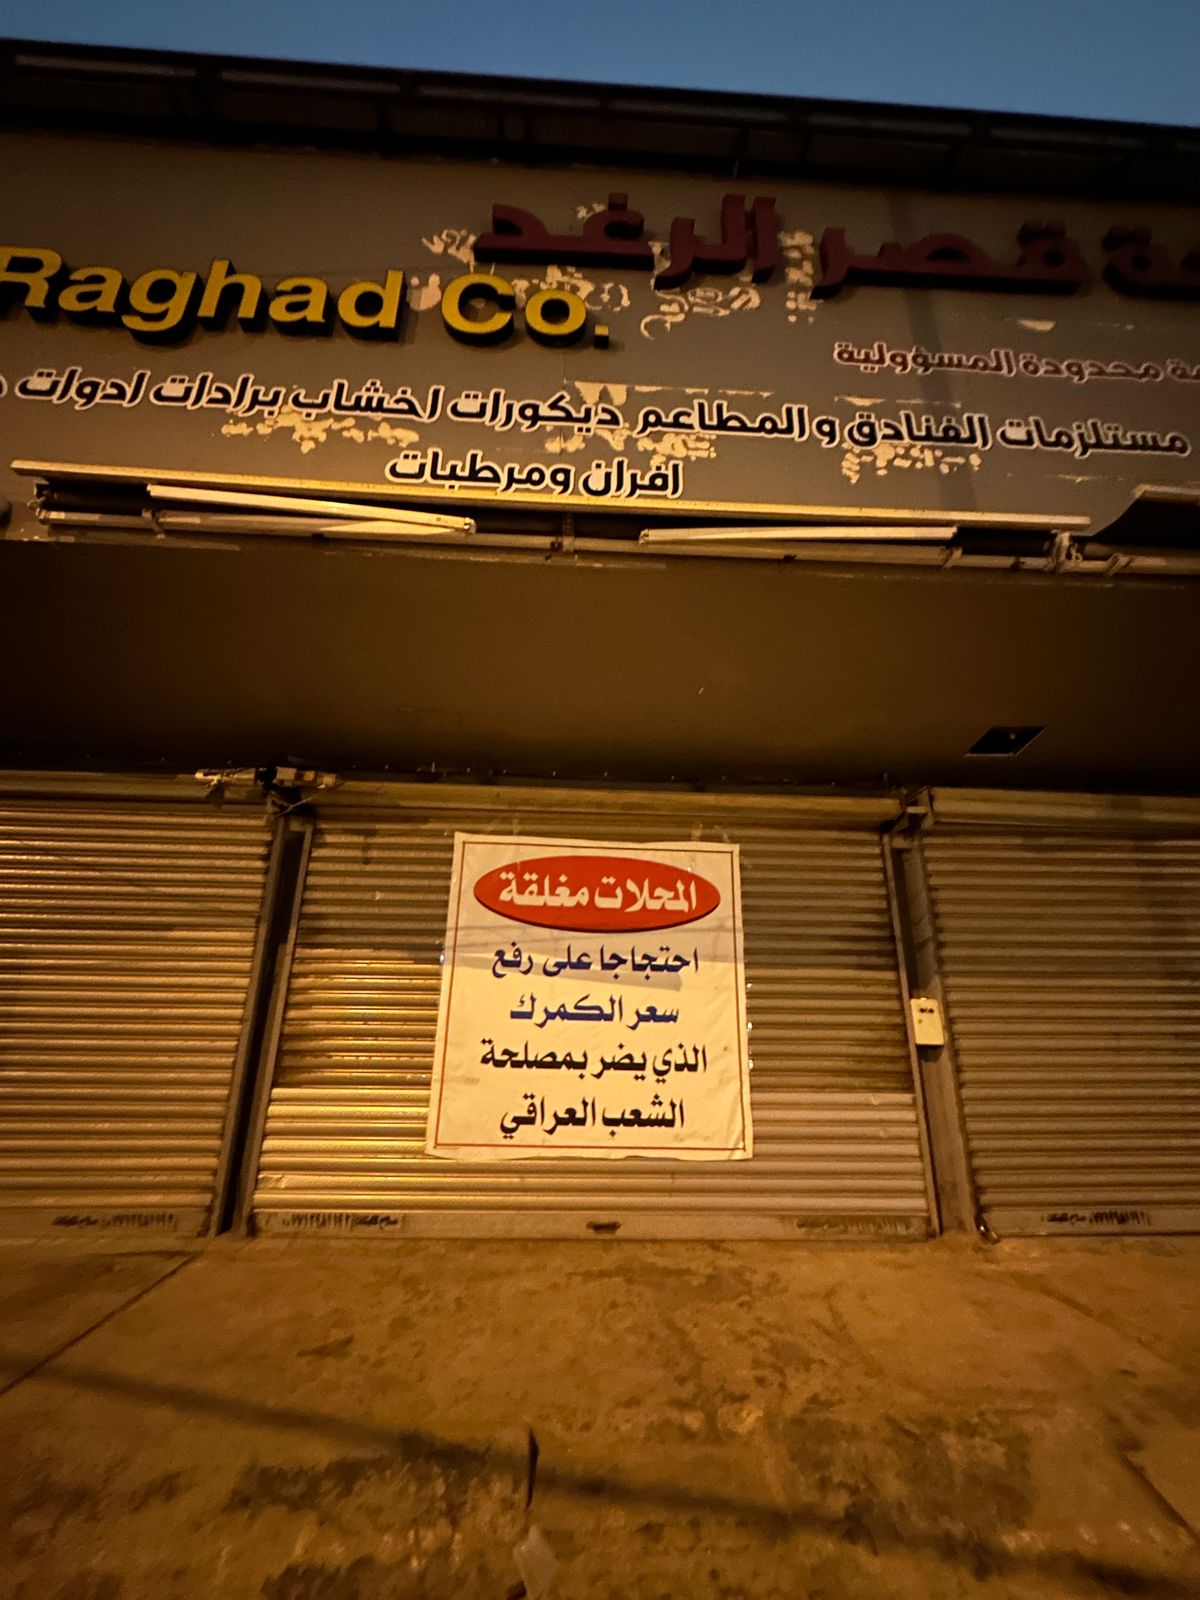 قصر الرغد
Raghad Co.
محدودة المسؤولية
مستلزمات الفنادق و المطاعم ديكورات اخشاب برادات ادوات
افران ومرطبات
المحلات مغلقة
احتجاجا على رفع
سعر الكمرك
الذي يضر بمصلحة
الشعب العراقي